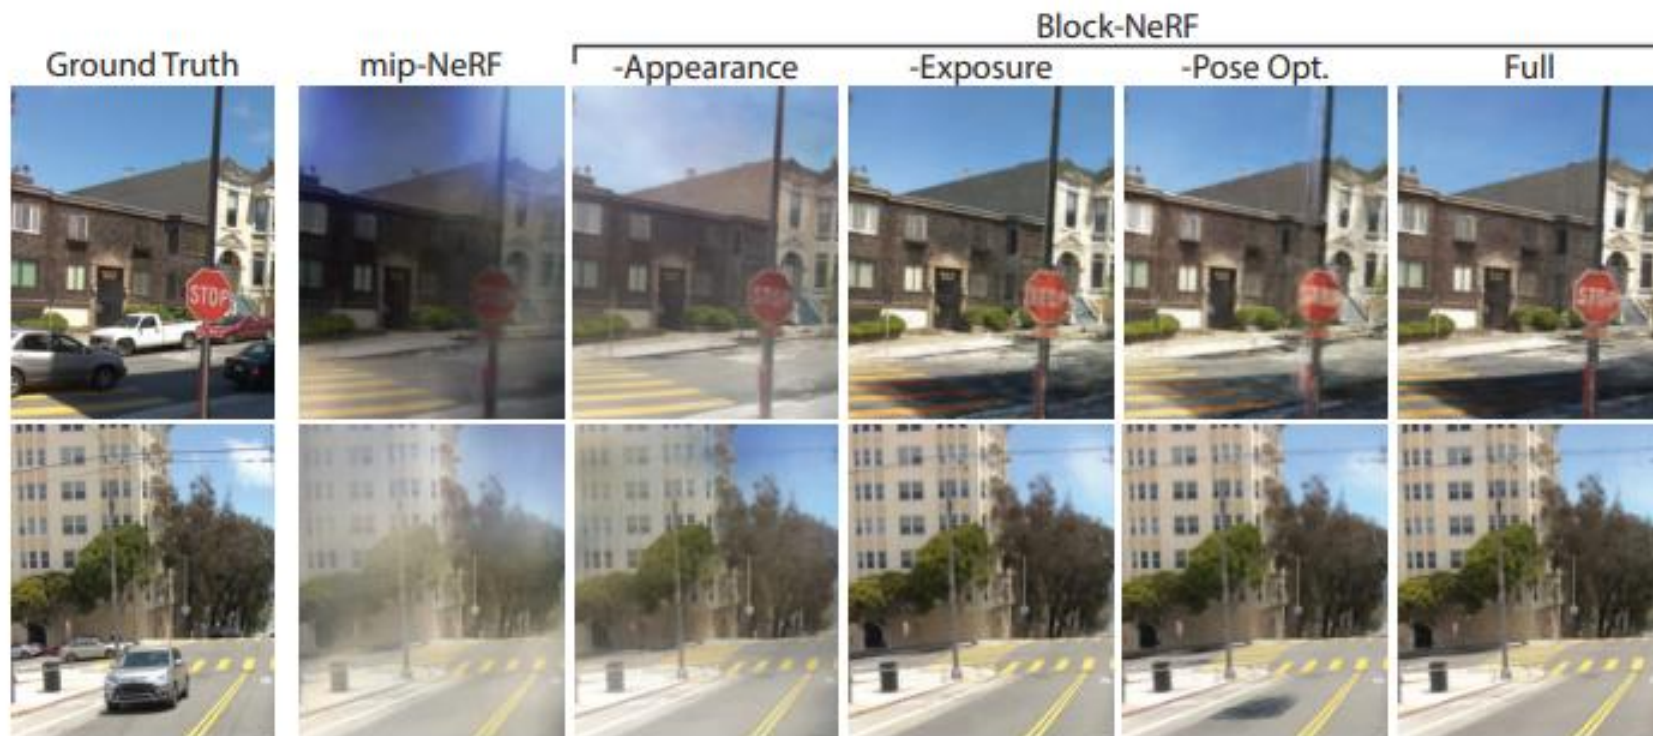 Block-NeRF
Ground Truth mip-NeRF -Appearance -Exposure -Pose Opt. Full
STOP